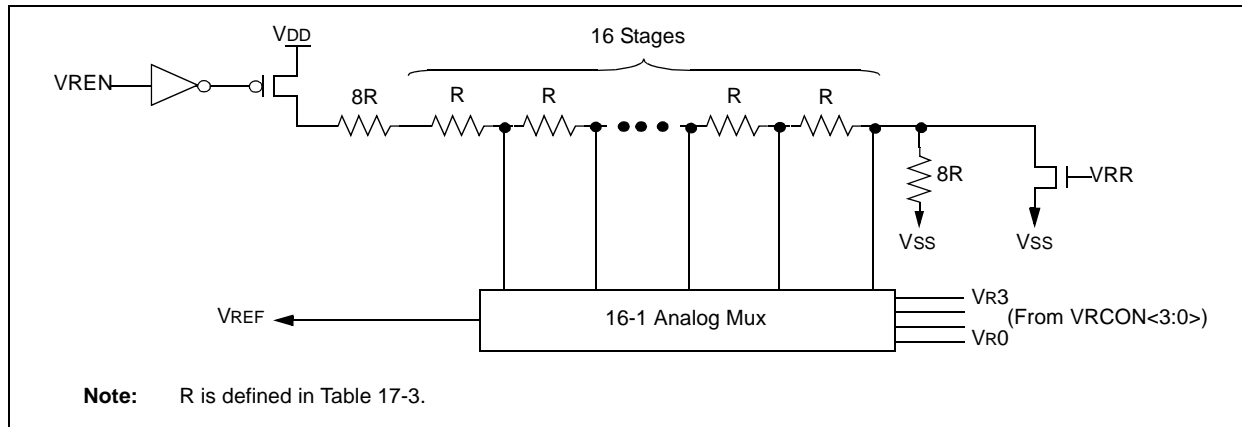 VDD
16 Stages
VREN
8R
R
R
R
R
8R
VRR
VSS
VSS
VREF
16-1 Analog Mux
VR3
(From VRCON<3:0>)
VR0
Note: R is defined in Table 17-3.